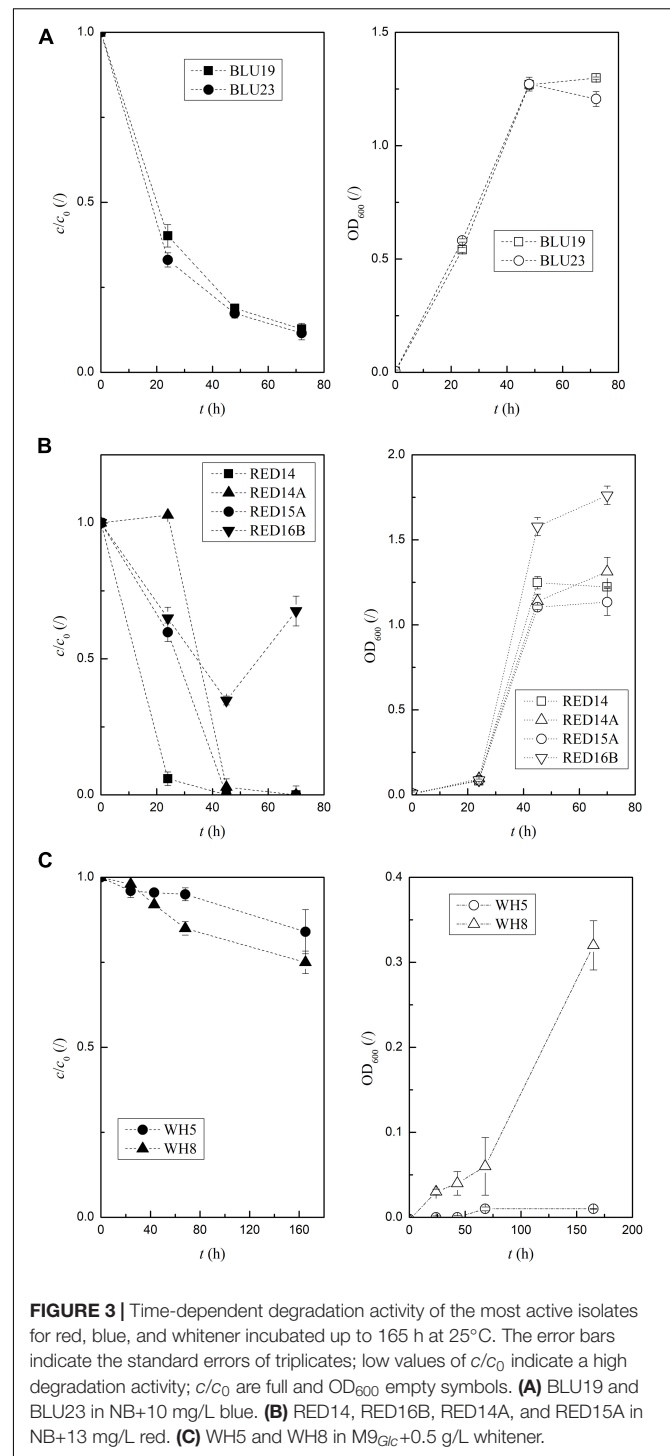 A
1.0
0.5
0.0
c/c0 (/)
0 20 40 60 80
t (h)
BLU19
BLU23
1.5
1.0
0.5
0.0
OD600 (/)
0 20 40 60 80
t (h)
BLU19
BLU23
B
1.0
0.5
0.0
c/c0 (/)
0 20 40 60 80
t (h)
RED14
RED14A
RED15A
RED16B
2.0
1.5
1.0
0.5
0.0
OD600 (/)
0 20 40 60 80
t (h)
RED14
RED14A
RED15A
RED16B
C
1.0
0.5
0.0
c/c0 (/)
0 40 80 120 160
t (h)
WH5
WH8
0.4
0.3
0.2
0.1
0.0
OD600 (/)
0 50 100 150 200
t (h)
WH5
WH8
FIGURE 3 | Time-dependent degradation activity of the most active isolates
for red, blue, and whitener incubated up to 165 h at 25°C. The error bars
indicate the standard errors of triplicates; low values of c/c0 indicate a high
degradation activity; c/c0 are full and OD600 empty symbols. (A) BLU19 and
BLU23 in NB+10 mg/L blue. (B) RED14, RED16B, RED14A, and RED15A in
NB+13 mg/L red. (C) WH5 and WH8 in M9Glc+0.5 g/L whitener.